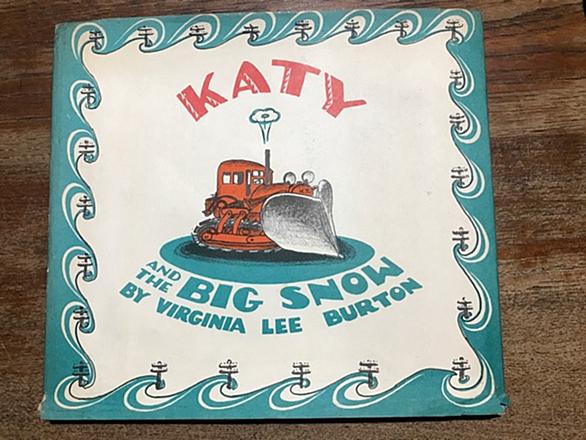 KATY
AND
THE BIG SNOW
BY VIRGINIA LEE BURTON